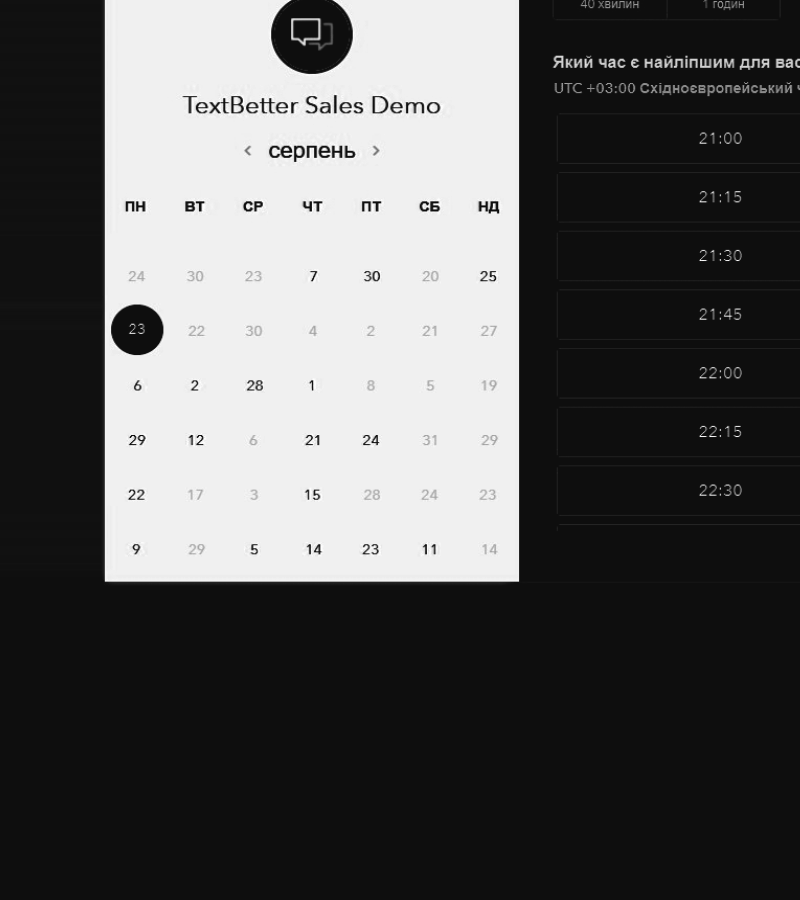 40 хвилин 1 годин
TextBetter Sales Demo
серпень
ПН ВТ СР ЧТ ПТ СБ НД
24 30 23 7 30 20 25
23 22 30 4 2 21 27
6 2 28 1 8 5 19
29 12 6 21 24 31 29
22 17 3 15 28 24 23
9 29 5 14 23 11 14
Який час є найліпшим для вас
UTC +03:00 Східноєвропейський ч
21:00
21:15
21:30
21:45
22:00
22:15
22:30